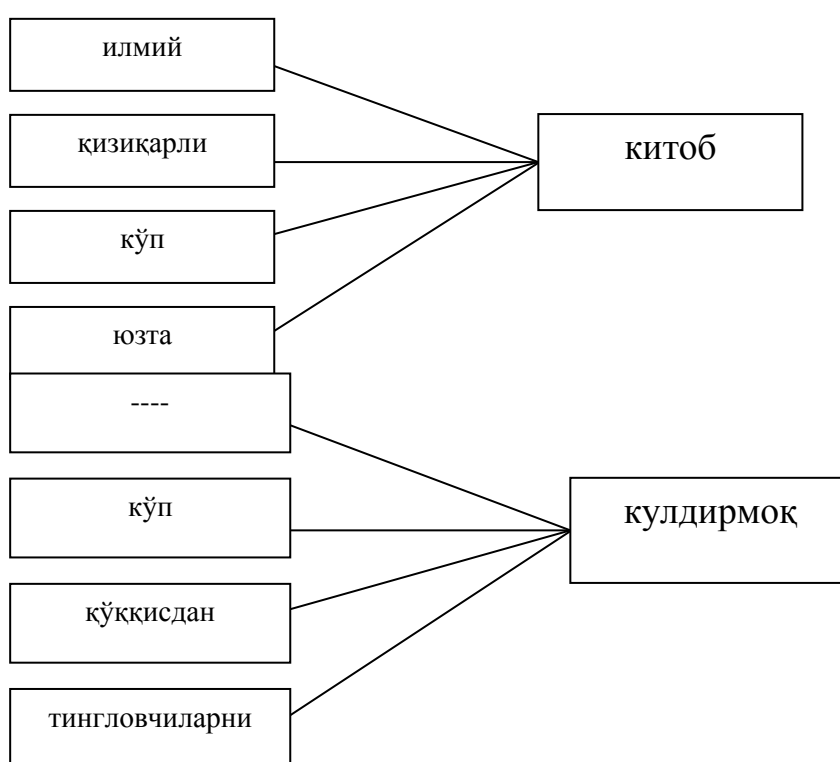 илмий
қизиқарли
кўп
юзта
китоб
----
кўп
қўққисдан
тингловчиларни
кулдирмоқ